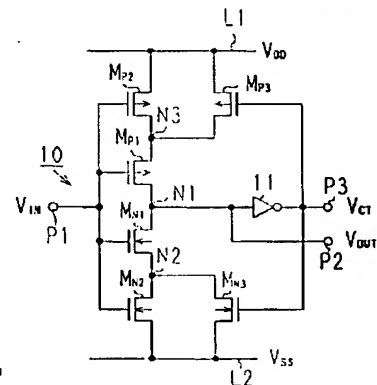 L1
VDD
MP2
MP3
N3
10
MP1
N1
11
P3
VIN
VCT
P1
MN1
VOUT
N2
P2
MN2
MN3
VSS
L2